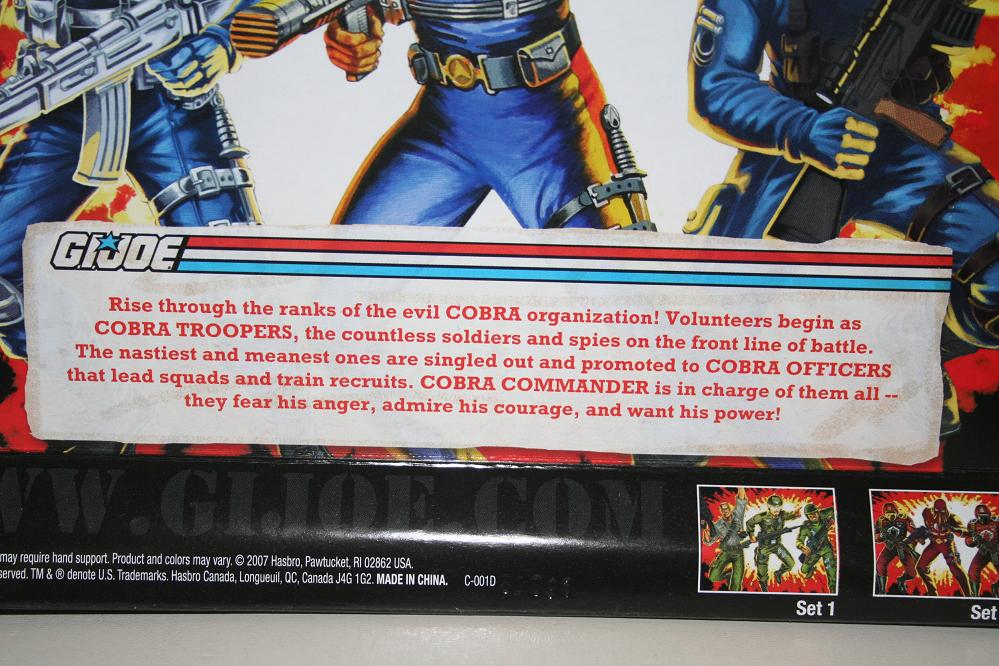 G.I.JOE
Rise through the ranks of the evil COBRA organization! Volunteers begin as
COBRA TROOPERS, the countless soldiers and spies on the front line of battle.
The nastiest and meanest ones are singled out and promoted to COBRA OFFICERS
that lead squads and train recruits. COBRA COMMANDER is in charge of them all --
they fear his anger, admire his courage, and want his power!
WW.GIJOE.COM
may require hand support. Product and colors may vary. © 2007 Hasbro, Pawtucket, RI 02862 USA.
served. TM & ® denote U.S. Trademarks. Hasbro Canada, Longueuil, QC, Canada J4G 1G2. MADE IN CHINA. C-001D
Set 1
Set